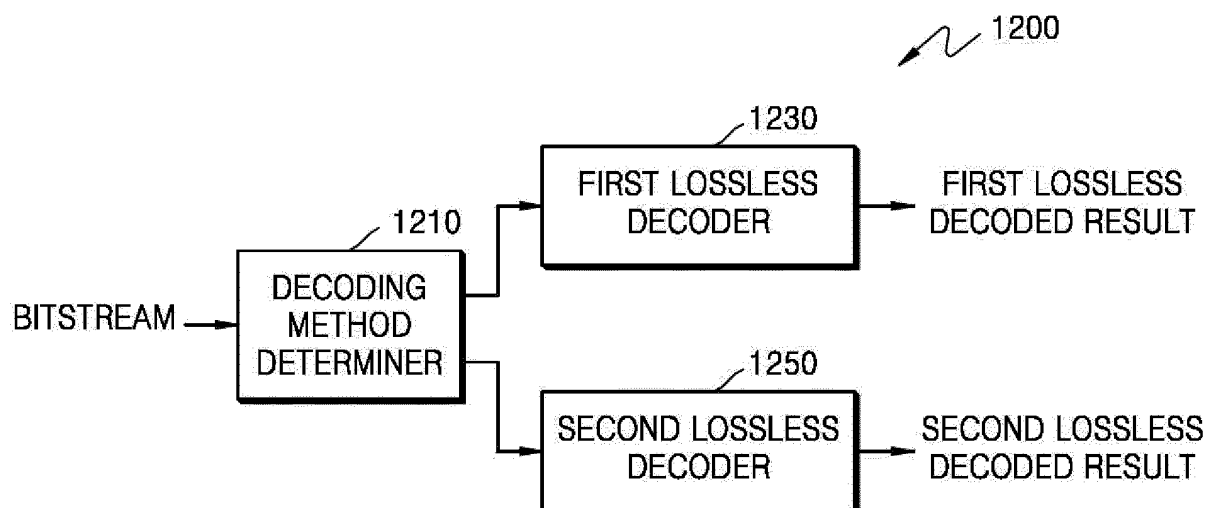 1200
1230
FIRST LOSSLESS
DECODER
FIRST LOSSLESS
DECODED RESULT
1210
DECODING
METHOD
DETERMINER
BITSTREAM
1250
SECOND LOSSLESS
DECODER
SECOND LOSSLESS
DECODED RESULT